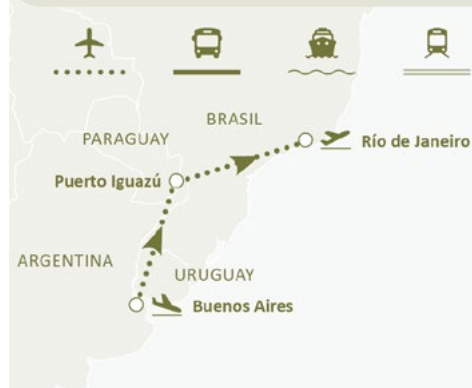 BRASIL
PARAGUAY
Río de Janeiro
Puerto Iguazú
ARGENTINA
URUGUAY
Buenos Aires